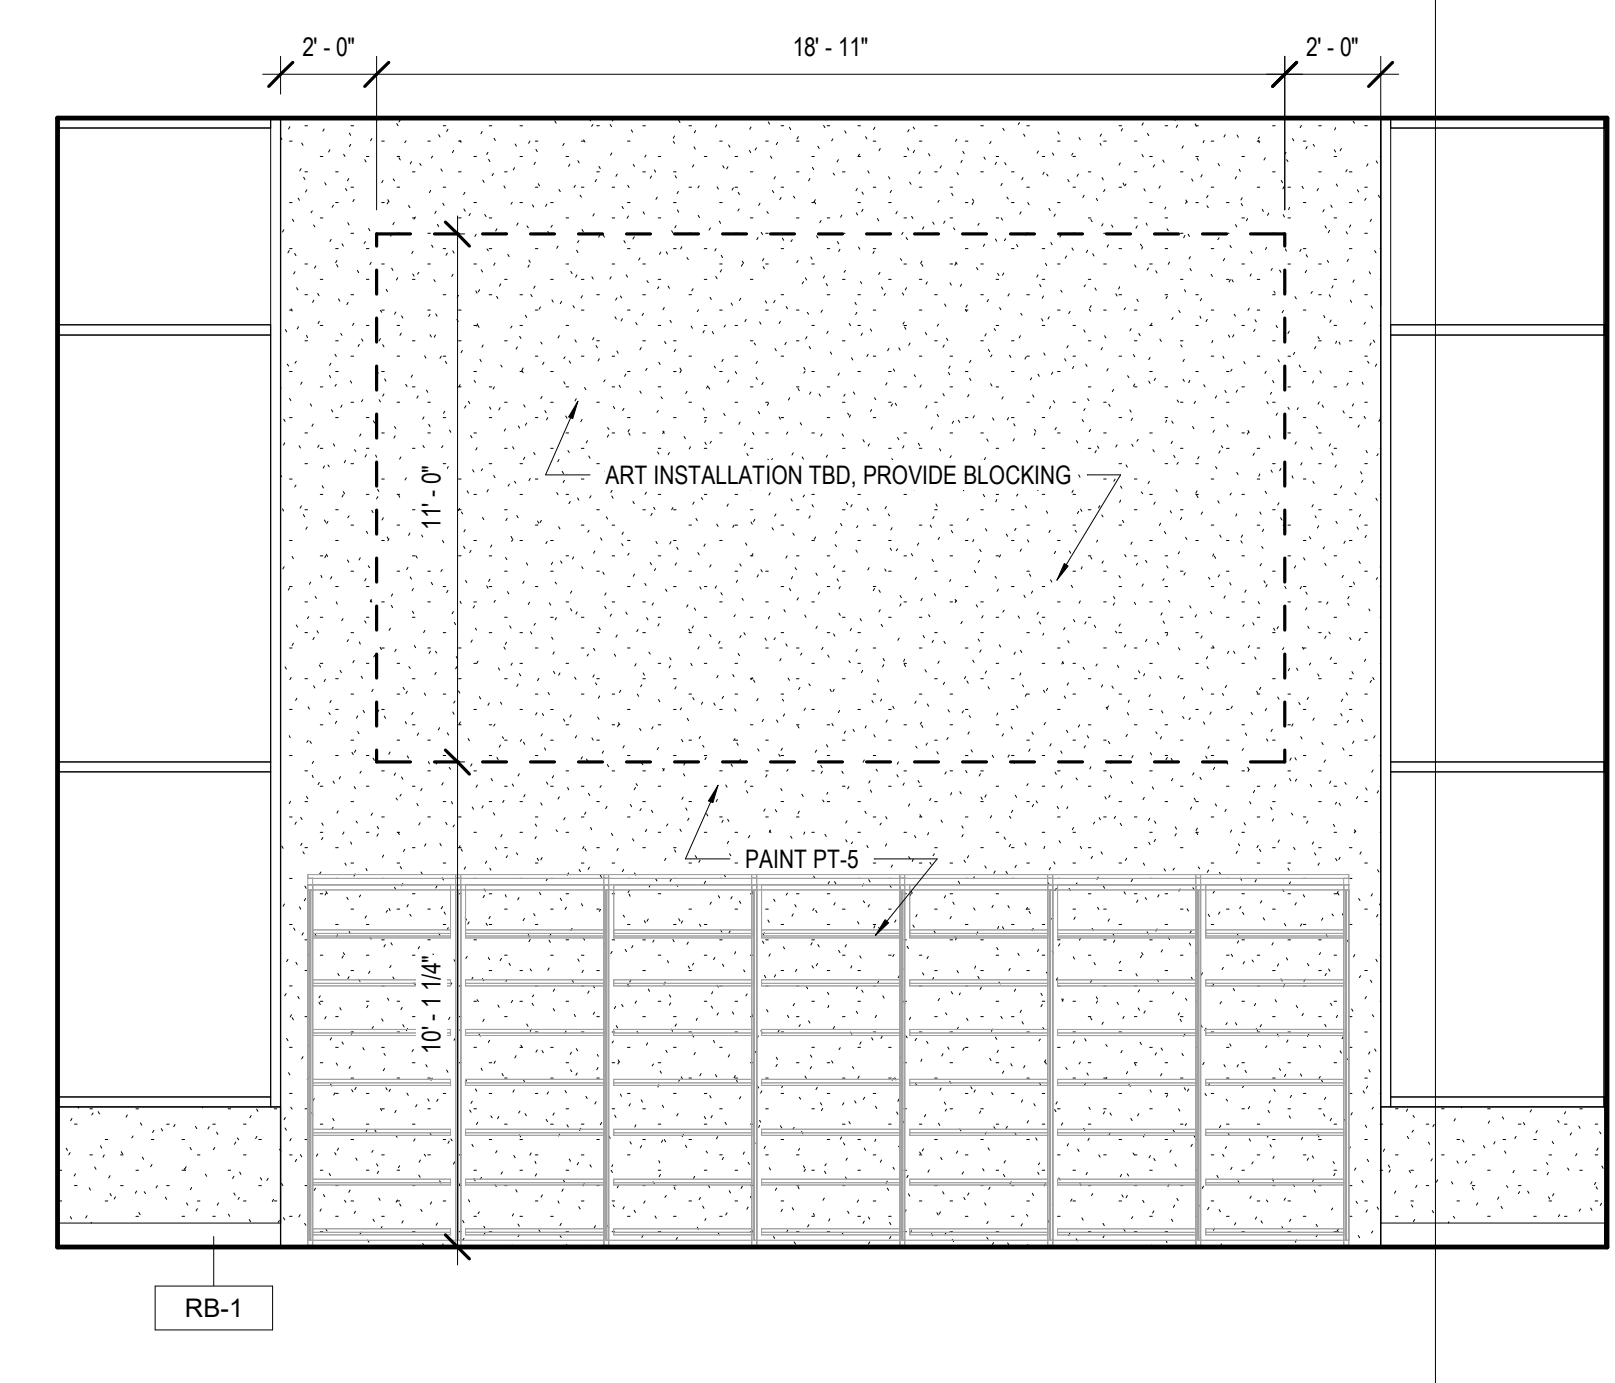 2' - 0"
18' - 11"
2' - 0"
ART INSTALLATION TBD, PROVIDE BLOCKING
11' - 0"
PAINT PT-5
10' - 1 1/4"
RB-1